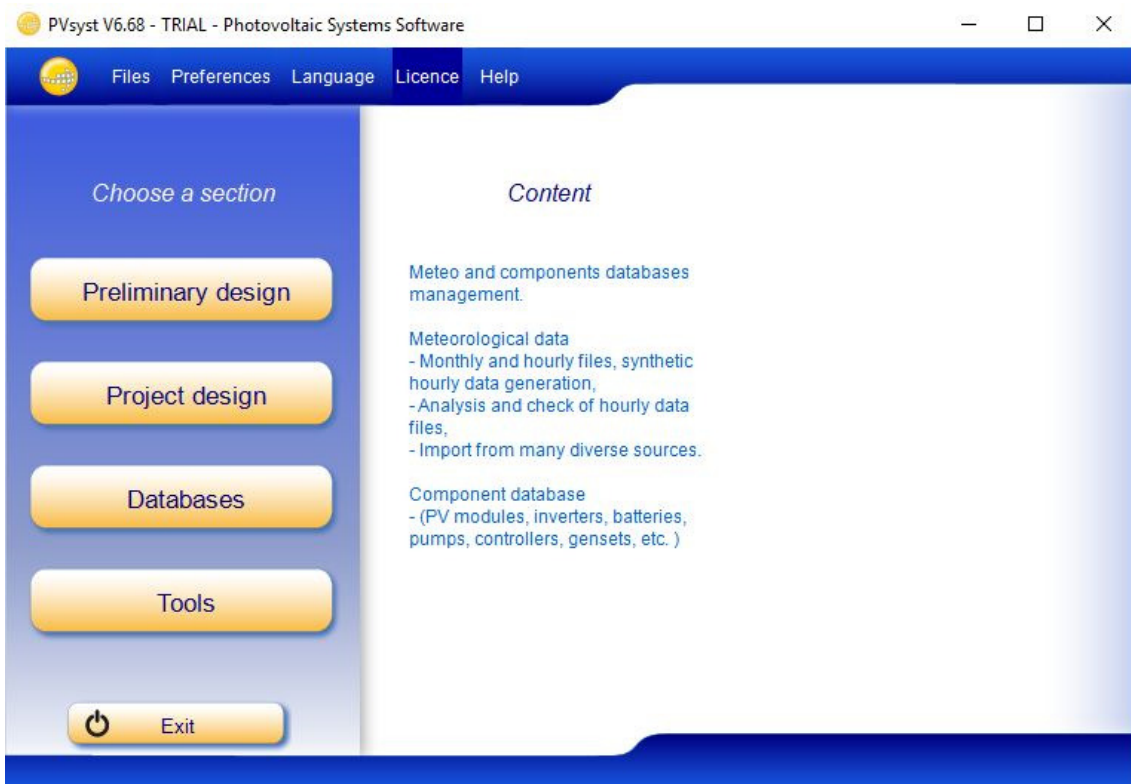 PVsyst V6.68 - TRIAL - Photovoltaic Systems Software
Files Preferences Language Licence Help
Choose a section
Preliminary design
Project design
Databases
Tools
Exit
Content
Meteo and components databases
management.
Meteorological data
- Monthly and hourly files, synthetic
hourly data generation,
- Analysis and check of hourly data
files,
- Import from many diverse sources.
Component database
- (PV modules, inverters, batteries,
pumps, controllers, gensets, etc. )